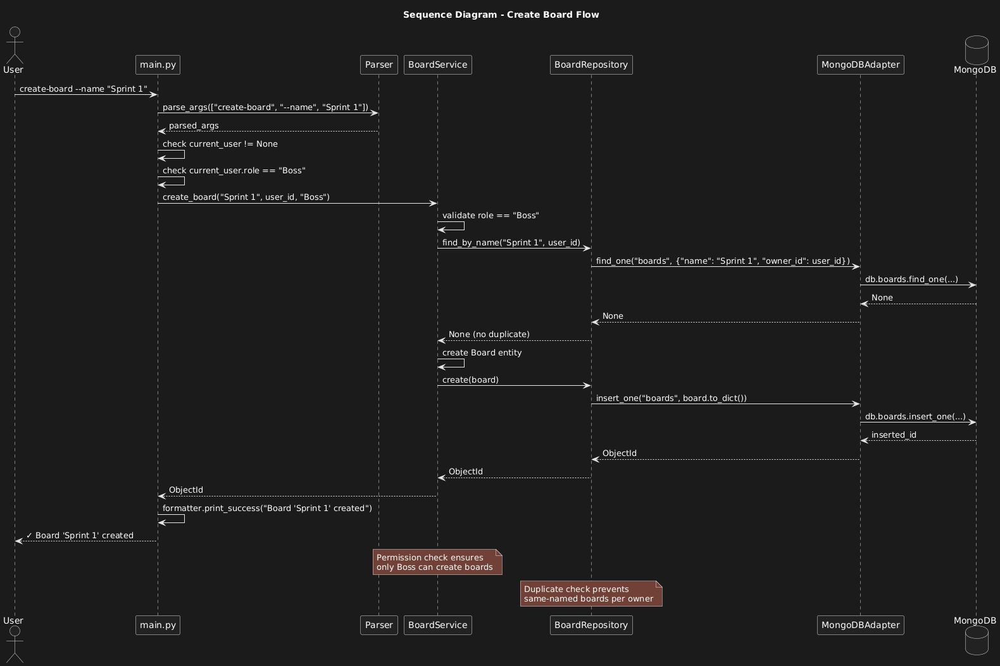 Sequence Diagram - Create Board Flow
User
main.py
Parser
BoardService
BoardRepository
MongoDBAdapter
MongoDB
create-board --name "Sprint 1"
parse_args(["create-board", "--name", "Sprint 1"])
parsed_args
check current_user != None
check current_user.role == "Boss"
create_board("Sprint 1", user_id, "Boss")
validate role == "Boss"
find_by_name("Sprint 1", user_id)
find_one("boards", {"name": "Sprint 1", "owner_id": user_id})
db.boards.find_one(...)
None
None
None (no duplicate)
create Board entity
create(board)
insert_one("boards", board.to_dict())
db.boards.insert_one(...)
inserted_id
ObjectId
ObjectId
ObjectId
formatter.print_success("Board 'Sprint 1' created")
✓ Board 'Sprint 1' created
Permission check ensures
only Boss can create boards
Duplicate check prevents
same-named boards per owner
User
main.py
Parser
BoardService
BoardRepository
MongoDBAdapter
MongoDB